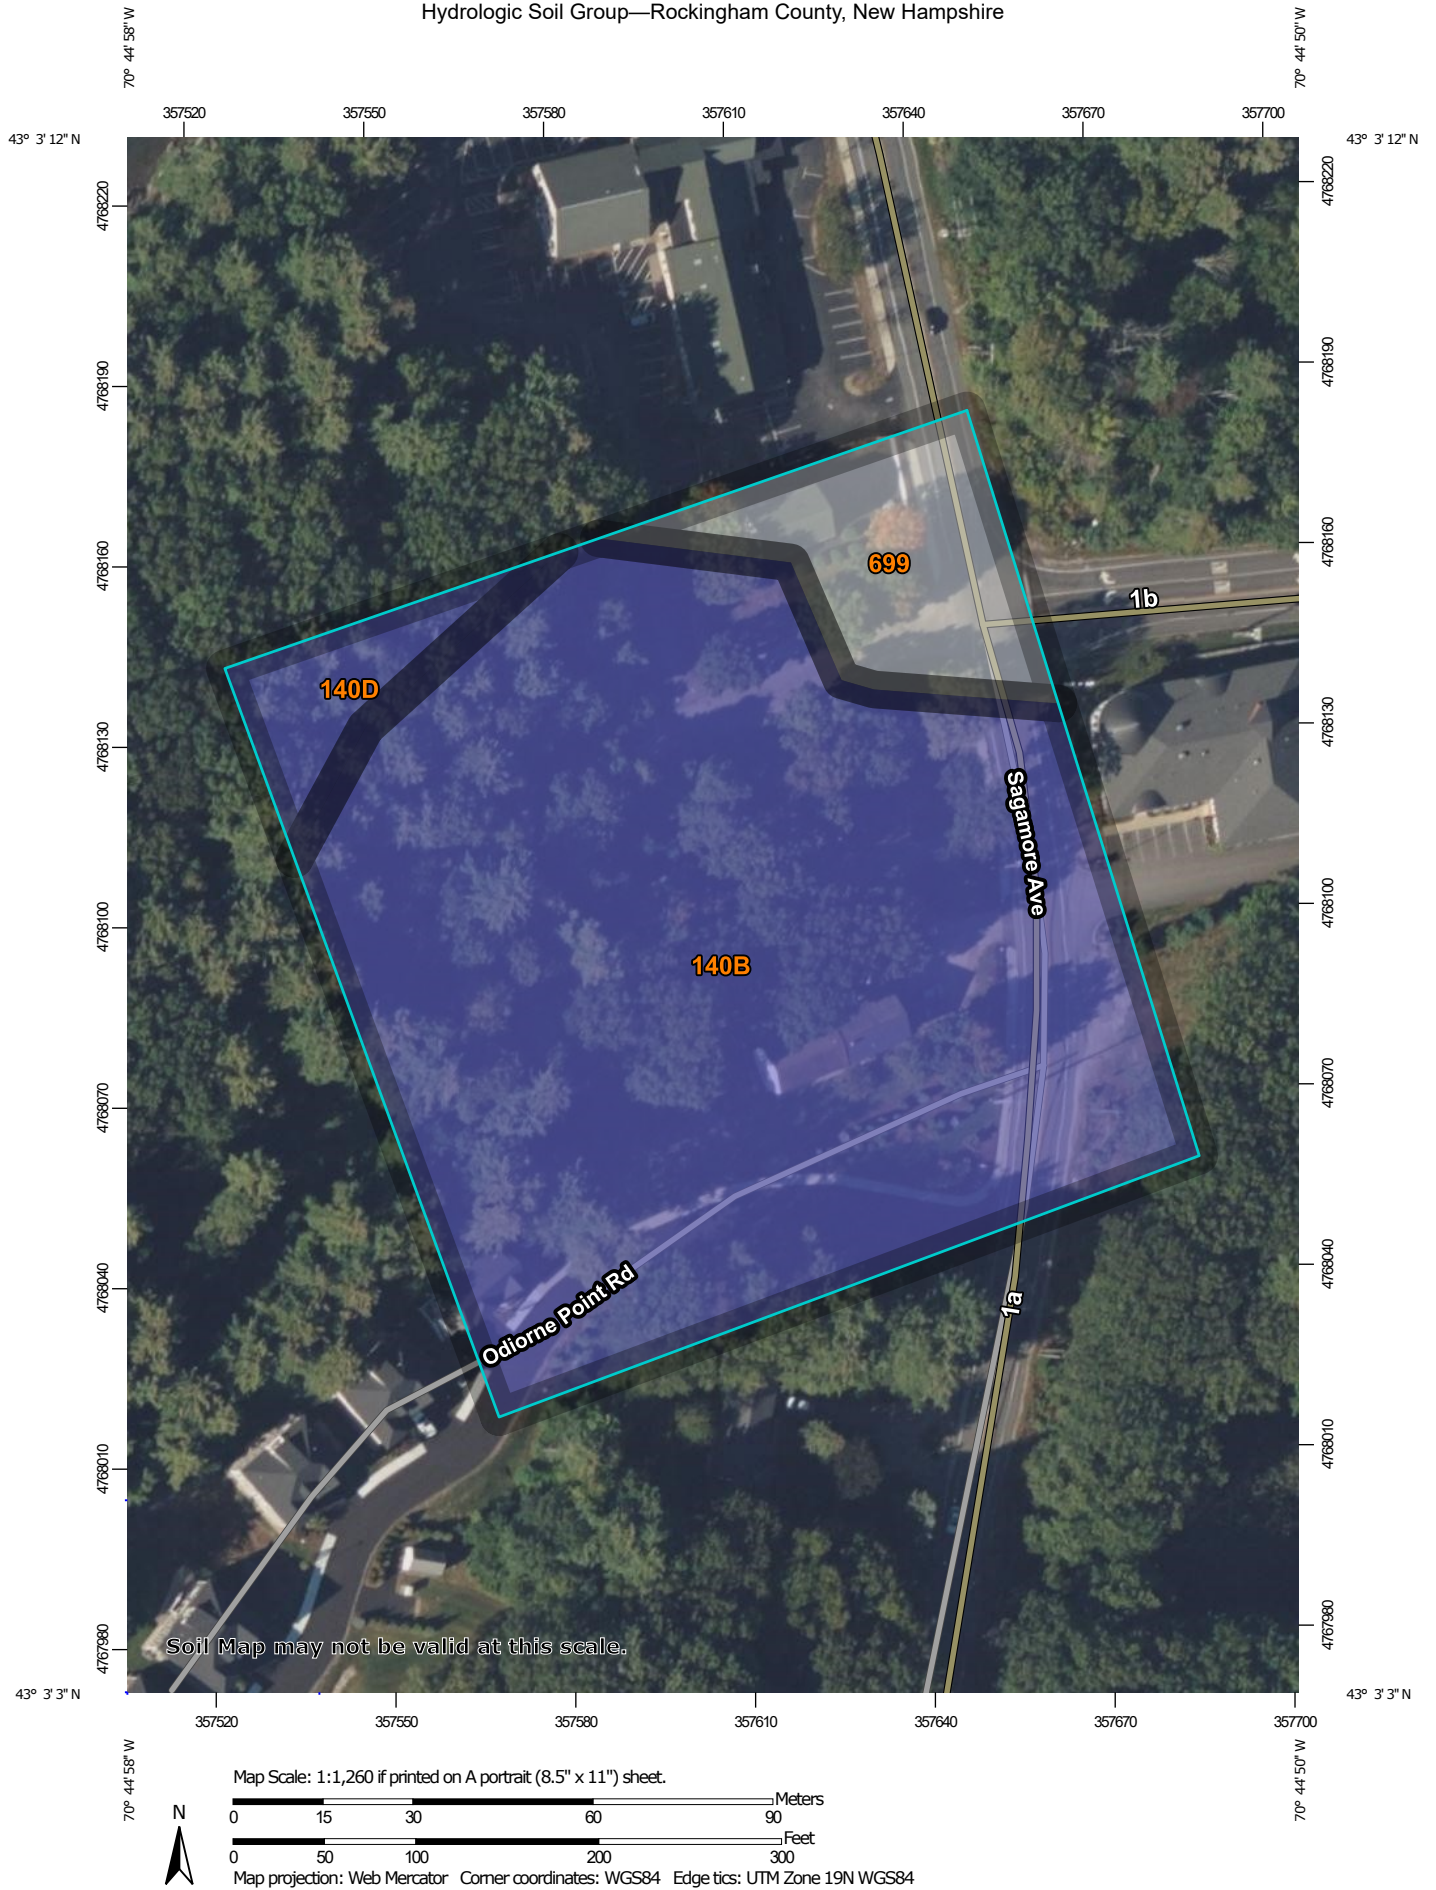 Hydrologic Soil Group—Rockingham County, New Hampshire
70° 44' 58" W
70° 44' 50" W
357520 357550 357580 357610 357640 357670 357700
43° 3' 12" N
43° 3' 12" N
4768220
4768220
4768190
4768190
4768160
4768160
699
1b
140D
4768130
4768130
Sagamore Ave
4768100
4768100
140B
4768070
4768070
4768040
4768040
Odiorne Point Rd
1a
4768010
4768010
4767980
4767980
Soil Map may not be valid at this scale.
43° 3' 3" N
43° 3' 3" N
357520 357550 357580 357610 357640 357670 357700
70° 44' 58" W
70° 44' 50" W
Map Scale: 1:1,260 if printed on A portrait (8.5" x 11") sheet.
Meters
0 15 30 60 90
N
Feet
0 50 100 200 300
Map projection: Web Mercator Corner coordinates: WGS84 Edge tics: UTM Zone 19N WGS84